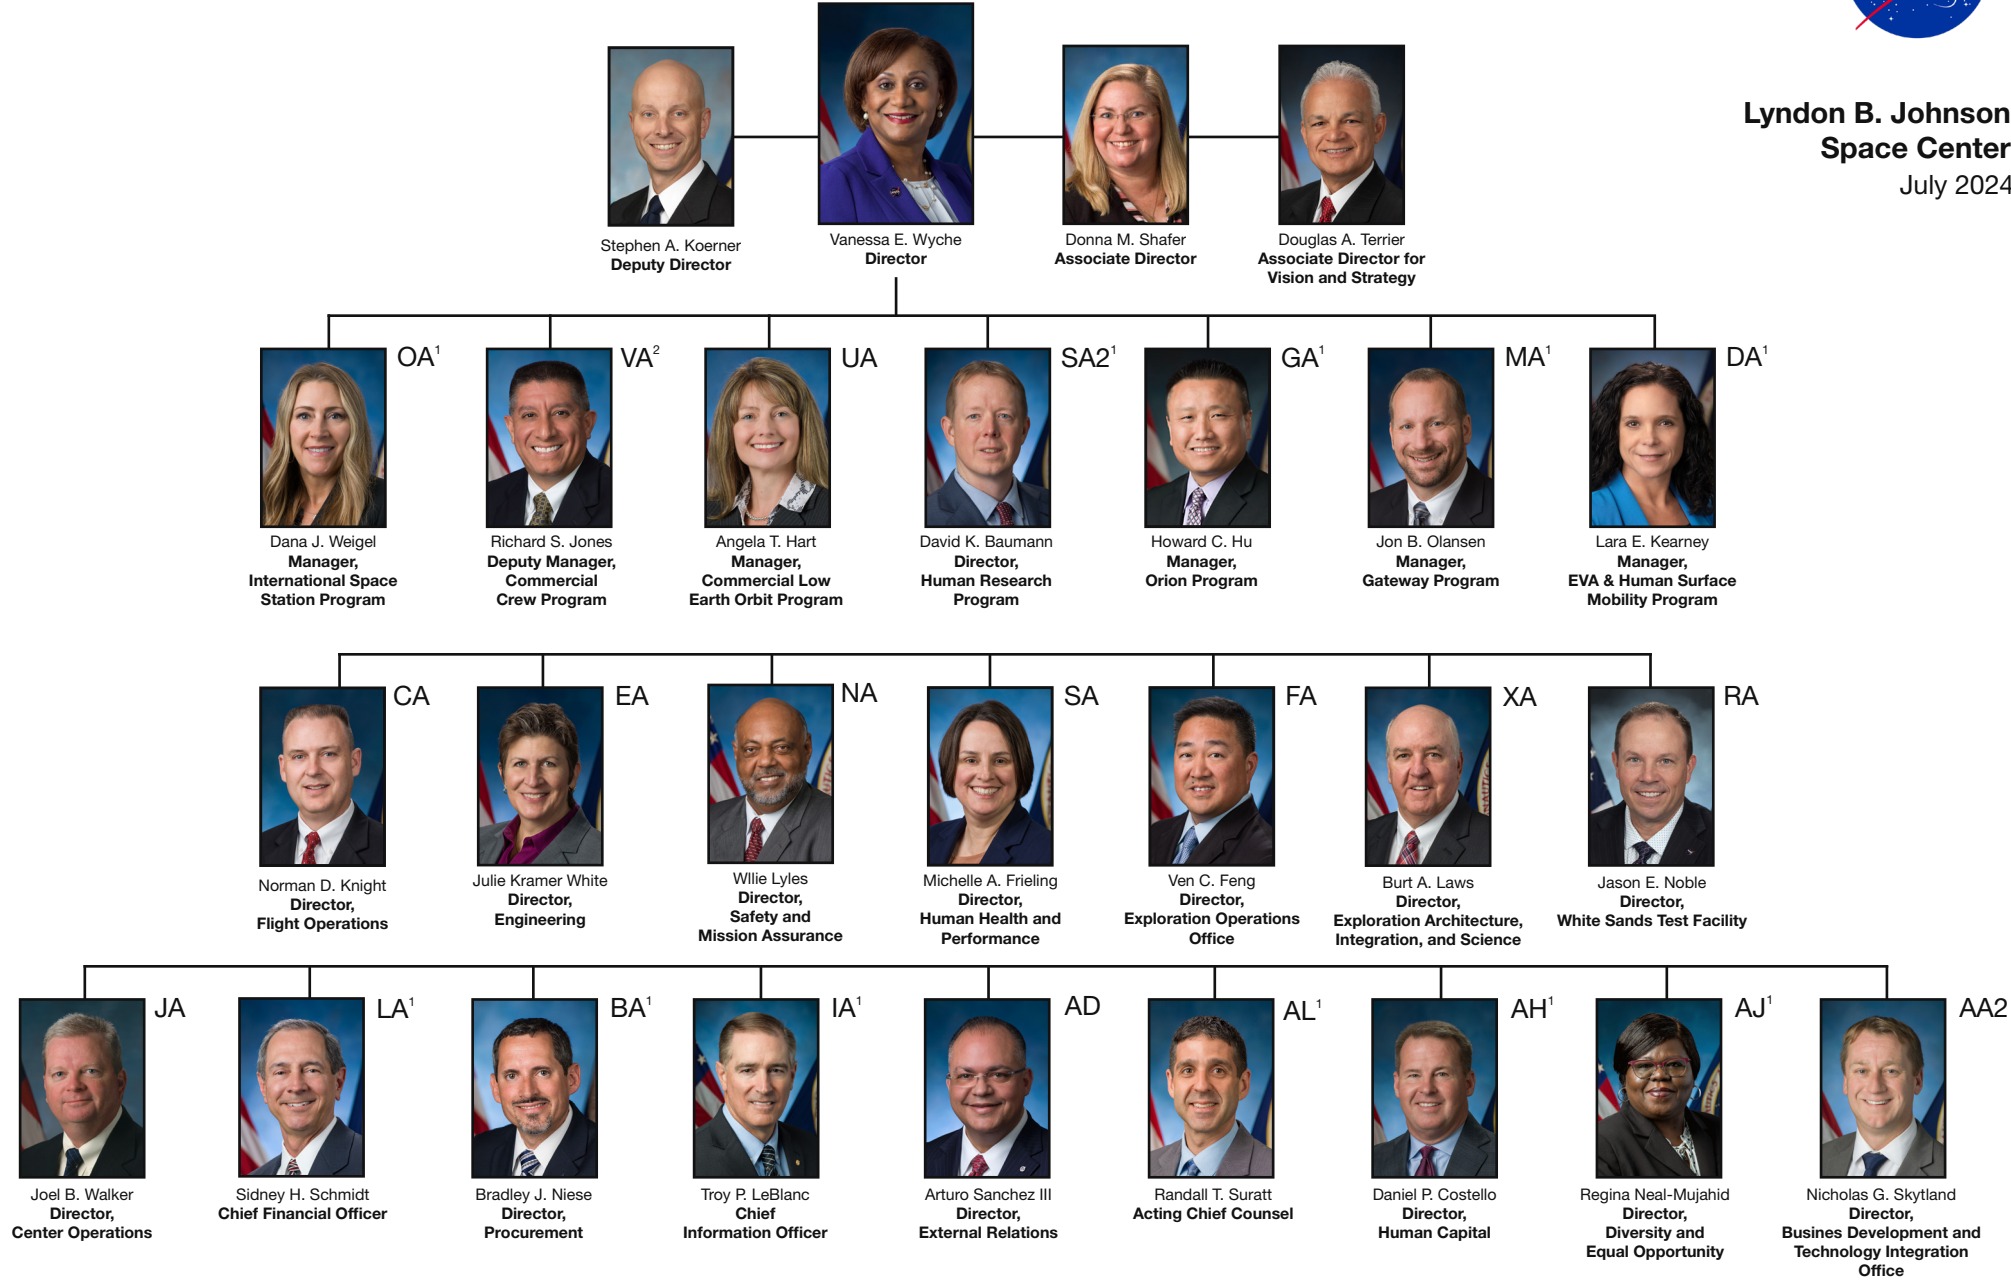 Lyndon B. Johnson
Space Center
July 2024
Stephen A. Koerner
Deputy Director
Vanessa E. Wyche
Director
Donna M. Shafer
Associate Director
Douglas A. Terrier
Associate Director for
Vision and Strategy
OA¹
Dana J. Weigel
Manager,
International Space
Station Program
VA²
Richard S. Jones
Deputy Manager,
Commercial
Crew Program
UA
Angela T. Hart
Manager,
Commercial Low
Earth Orbit Program
SA2¹
David K. Baumann
Director,
Human Research
Program
GA¹
Howard C. Hu
Manager,
Orion Program
MA¹
Jon B. Olansen
Manager,
Gateway Program
DA¹
Lara E. Kearney
Manager,
EVA & Human Surface
Mobility Program
CA
Norman D. Knight
Director,
Flight Operations
EA
Julie Kramer White
Director,
Engineering
NA
Wllie Lyles
Director,
Safety and
Mission Assurance
SA
Michelle A. Frieling
Director,
Human Health and
Performance
FA
Ven C. Feng
Director,
Exploration Operations
Office
XA
Burt A. Laws
Director,
Exploration Architecture,
Integration, and Science
RA
Jason E. Noble
Director,
White Sands Test Facility
JA
Joel B. Walker
Director,
Center Operations
LA¹
Sidney H. Schmidt
Chief Financial Officer
BA¹
Bradley J. Niese
Director,
Procurement
IA¹
Troy P. LeBlanc
Chief
Information Officer
AD
Arturo Sanchez III
Director,
External Relations
AL¹
Randall T. Suratt
Acting Chief Counsel
AH¹
Daniel P. Costello
Director,
Human Capital
AJ¹
Regina Neal-Mujahid
Director,
Diversity and
Equal Opportunity
AA2
Nicholas G. Skytland
Director,
Busines Development and
Technology Integration
Office